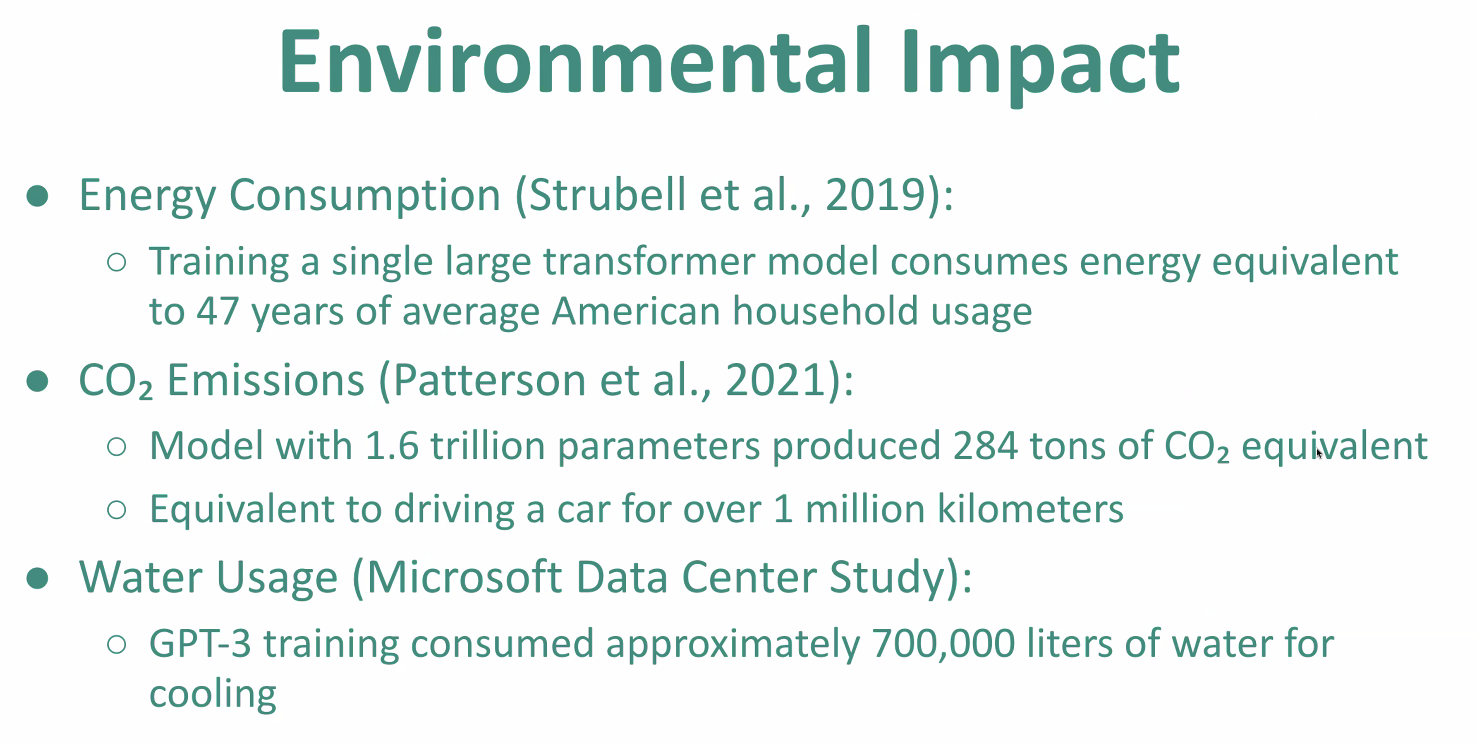 Environmental Impact
● Energy Consumption (Strubell et al., 2019):
○ Training a single large transformer model consumes energy equivalent
to 47 years of average American household usage
● CO₂ Emissions (Patterson et al., 2021):
○ Model with 1.6 trillion parameters produced 284 tons of CO₂ equivalent
○ Equivalent to driving a car for over 1 million kilometers
● Water Usage (Microsoft Data Center Study):
○ GPT-3 training consumed approximately 700,000 liters of water for
cooling